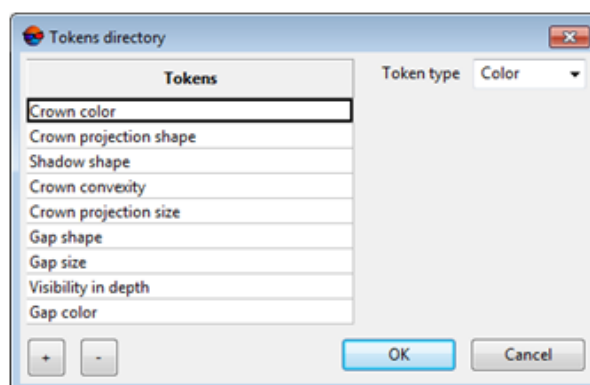 Tokens directory
Tokens
Token type Color
Crown color
Crown projection shape
Shadow shape
Crown convexity
Crown projection size
Gap shape
Gap size
Visibility in depth
Gap color
+ - OK Cancel